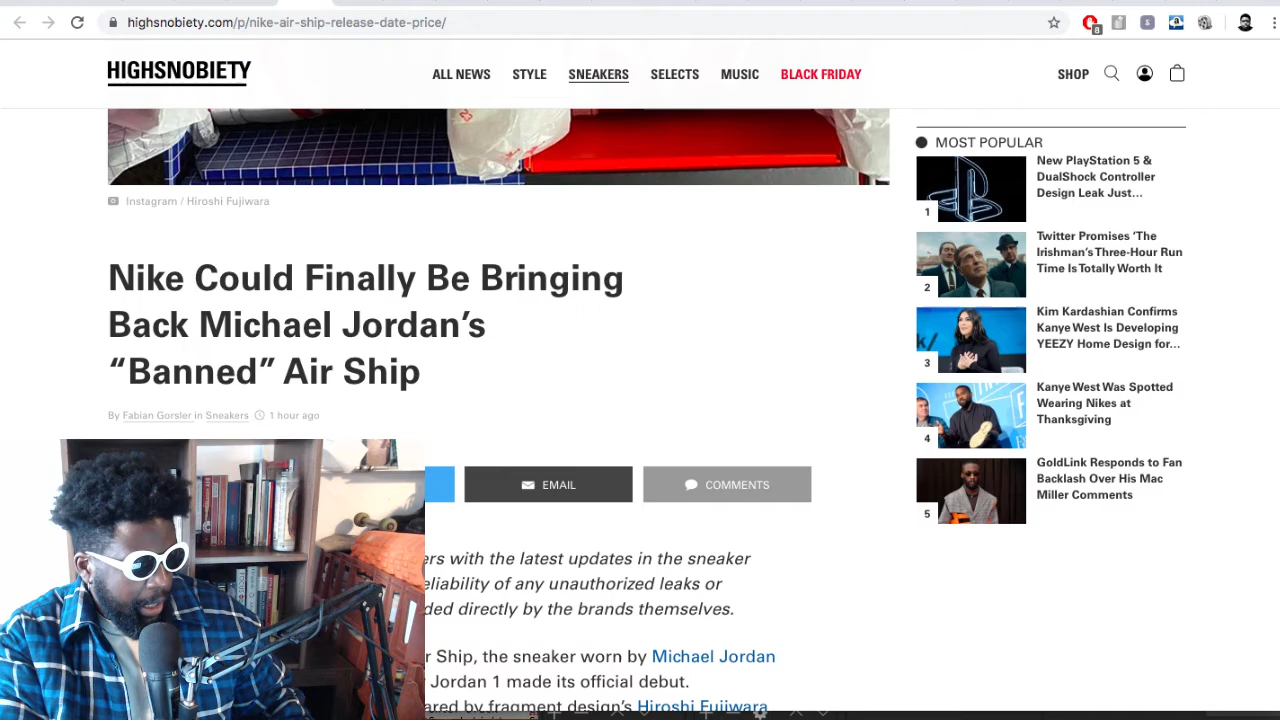 highsnobiety.com/p/nike-air-ship-release-date-price/
8
HIGHSNOBIETY
ALL NEWS STYLE SNEAKERS SELECTS MUSIC BLACK FRIDAY SHOP
Instagram / Hiroshi Fujiwara
Nike Could Finally Be Bringing
Back Michael Jordan’s
“Banned” Air Ship
By Fabian Gorsler in Sneakers 1 hour ago
EMAIL
COMMENTS
ers with the latest updates in the sneaker
eliability of any unauthorized leaks or
ded directly by the brands themselves.
r Ship, the sneaker worn by Michael Jordan
Jordan 1 made its official debut.
ared by fragment design’s Hiroshi Fujiwara
MOST POPULAR
New PlayStation 5 &
DualShock Controller
Design Leak Just...
1
Twitter Promises ‘The
Irishman’s Three-Hour Run
Time Is Totally Worth It
2
Kim Kardashian Confirms
Kanye West Is Developing
YEEZY Home Design for...
3
Kanye West Was Spotted
Wearing Nikes at
Thanksgiving
4
GoldLink Responds to Fan
Backlash Over His Mac
Miller Comments
5